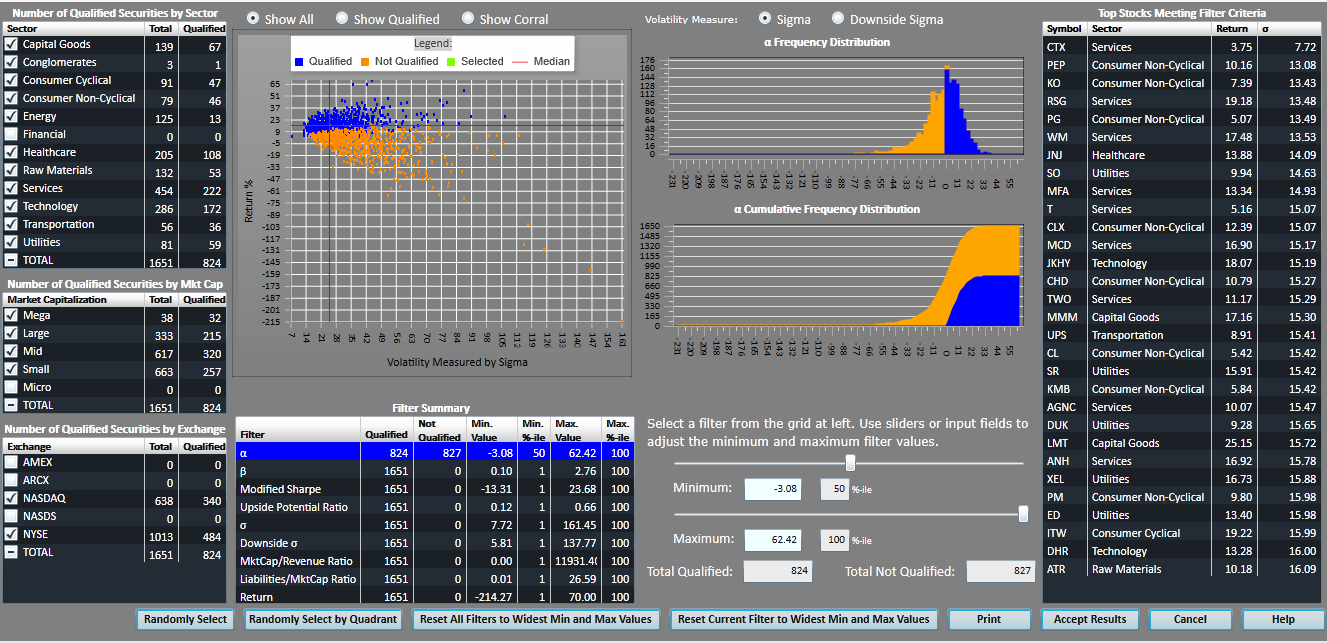 Number of Qualified Securities by Sector
Sector Total Qualified
Capital Goods 139 67
Conglomerates 3 1
Consumer Cyclical 91 47
Consumer Non-Cyclical 79 46
Energy 125 13
Financial 0 0
Healthcare 205 108
Raw Materials 132 53
Services 454 222
Technology 286 172
Transportation 56 36
Utilities 81 59
TOTAL 1651 824
Number of Qualified Securities by Mkt Cap
Market Capitalization Total Qualified
Mega 38 32
Large 333 215
Mid 617 320
Small 663 257
Micro 0 0
TOTAL 1651 824
Number of Qualified Securities by Exchange
Exchange Total Qualified
AMEX 0 0
ARCX 0 0
NASDAQ 638 340
NASDS 0 0
NYSE 1013 484
TOTAL 1651 824
Show All Show Qualified Show Corral
Legend:
Qualified Not Qualified Selected Median
65
51
37
23
9
-5
-19
-33
-47
-61
-75
-89
-103
-117
-131
-145
-159
-173
-187
-201
-215
Return %
7 14 21 28 35 42 49 56 63 70 77 84 91 98 105 112 119 126 133 140 147 154 161
Volatility Measured by Sigma
Volatility Measure: Sigma Downside Sigma
α Frequency Distribution
176
160
144
128
112
96
80
64
48
32
16
0
-231 -220 -209 -198 -187 -176 -165 -154 -143 -132 -121 -110 -99 -88 -77 -66 -55 -44 -33 -22 -11 0 11 22 33 44 55
α Cumulative Frequency Distribution
1650
1485
1320
1155
990
825
660
495
330
165
0
-231 -220 -209 -198 -187 -176 -165 -154 -143 -132 -121 -110 -99 -88 -77 -66 -55 -44 -33 -22 -11 0 11 22 33 44 55
Filter Summary
Filter Qualified Not Qualified Min. Value Min. %-ile Max. Value Max. %-ile
α 824 827 -3.08 50 62.42 100
β 1651 0 0.10 1 2.76 100
Modified Sharpe 1651 0 -13.31 1 23.68 100
Upside Potential Ratio 1651 0 0.12 1 0.66 100
σ 1651 0 7.72 1 161.45 100
Downside σ 1651 0 5.81 1 137.77 100
MktCap/Revenue Ratio 1651 0 0.00 1 11931.4 100
Liabilities/MktCap Ratio 1651 0 0.01 1 26.59 100
Return 1651 0 -214.27 1 70.00 100
Select a filter from the grid at left. Use sliders or input fields to
adjust the minimum and maximum filter values.
Minimum: -3.08 50 %-ile
Maximum: 62.42 100 %-ile
Total Qualified: 824 Total Not Qualified: 827
Top Stocks Meeting Filter Criteria
Symbol Sector Return σ
CTX Services 3.75 7.72
PEP Consumer Non-Cyclical 10.16 13.08
KO Consumer Non-Cyclical 7.39 13.43
RSG Services 19.18 13.48
PG Consumer Non-Cyclical 5.07 13.49
WM Services 17.48 13.53
JNJ Healthcare 13.88 14.09
SO Utilities 9.94 14.63
MFA Services 13.34 14.93
T Services 5.16 15.07
CLX Consumer Non-Cyclical 12.39 15.07
MCD Services 16.90 15.17
JKHY Technology 18.07 15.19
CHD Consumer Non-Cyclical 10.79 15.27
TWO Services 11.17 15.29
MMM Capital Goods 17.16 15.30
UPS Transportation 8.91 15.41
CL Consumer Non-Cyclical 5.42 15.42
SR Utilities 15.91 15.42
KMB Consumer Non-Cyclical 5.84 15.42
AGNC Services 10.07 15.47
DUK Utilities 9.28 15.65
LMT Capital Goods 25.15 15.72
ANH Services 16.92 15.78
XEL Utilities 16.73 15.88
PM Consumer Non-Cyclical 9.80 15.98
ED Utilities 13.40 15.98
ITW Consumer Cyclical 19.22 15.99
DHR Technology 13.28 16.00
ATR Raw Materials 10.18 16.09
Randomly Select Randomly Select by Quadrant Reset All Filters to Widest Min and Max Values Reset Current Filter to Widest Min and Max Values Print Accept Results Cancel Help